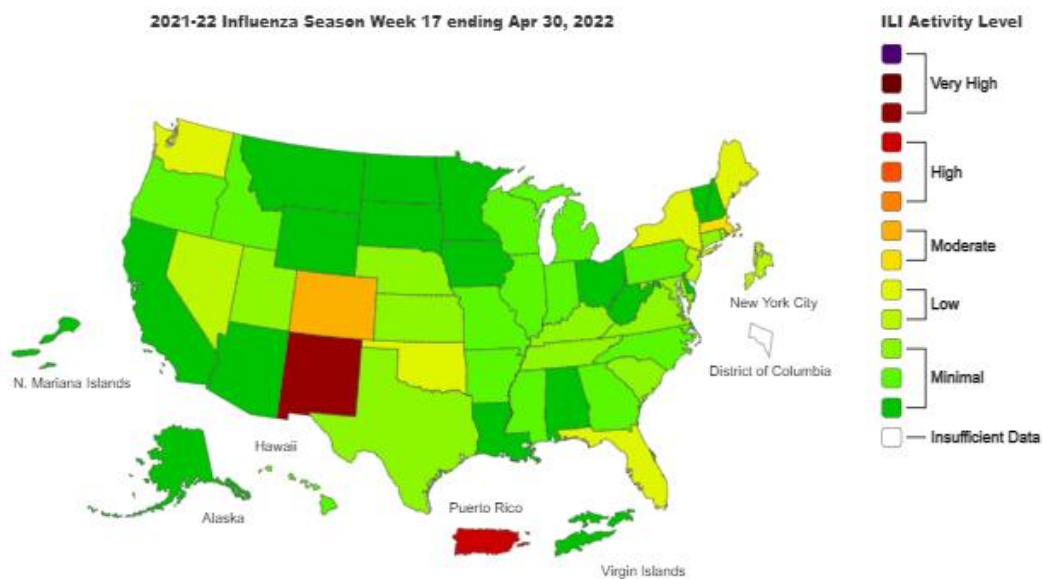 2021-22 Influenza Season Week 17 ending Apr 30, 2022
ILI Activity Level
Very High
High
Moderate
Low
Minimal
Insufficient Data
New York City
District of Columbia
N. Mariana Islands
Hawaii
Alaska
Puerto Rico
Virgin Islands